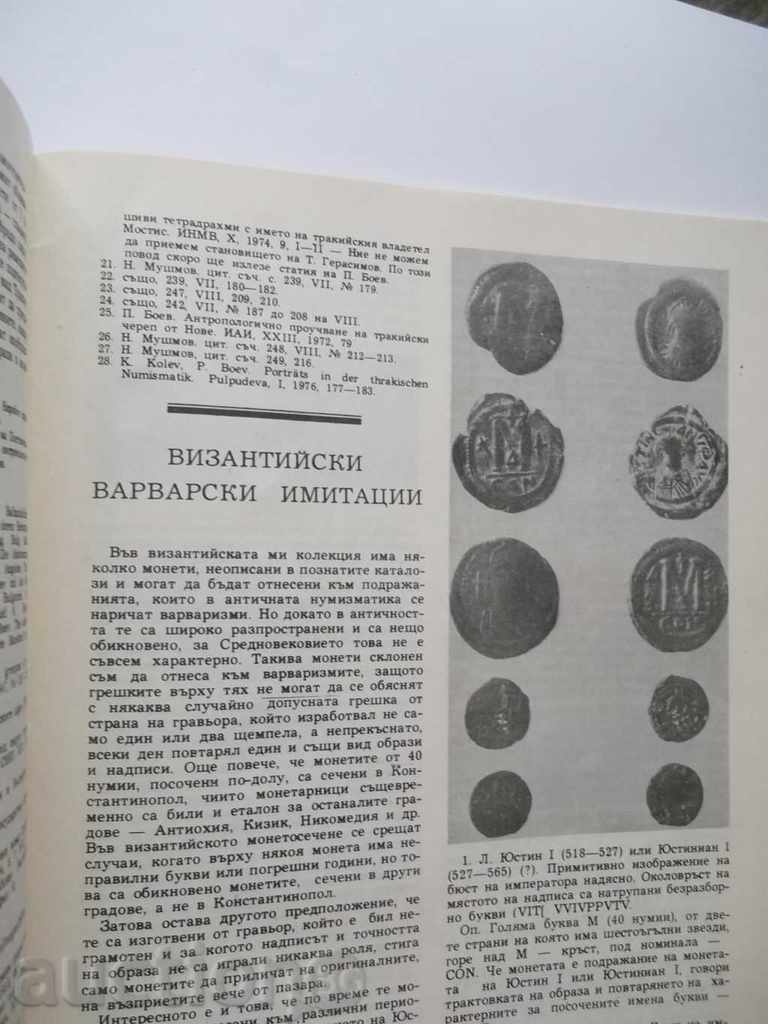 шиви тетрадрахми с името на тракийския владетел
Мостис. ИНМВ, X, 1974, 9, I—II — Ние не можем
да приемем становището на Т. Герасимов. По този
повод скоро ще излезе статия на П. Боев.
21. Н. Мушмов, цит. съч. с. 239, VII, № 179.
22. също, 239, VII, 180—182.
23. също, 247, VIII, 209, 210.
24. също, 242, VII, № 187 до 208 на VIII.
25. П. Боев. Антропологично проучване на тракийски
череп от Нове. ИАИ, XXIII, 1972, 79
26. Н. Мушмов, цит. съч. 248, VIII, № 212—213.
27. Н. Мушмов, цит. съч. 249, 216.
28. K. Kolev, P. Boev. Porträts in der thrakischen
Numismatik. Pulpudeva, I, 1976, 177—183.
ВИЗАНТИЙСКИ
ВАРВАРСКИ ИМИТАЦИИ
Във византийската ми колекция има ня-
колко монети, неописани в познатите катало-
зи и могат да бъдат отнесени към подража-
нията, които в античната нумизматика се
наричат варваризми. Но докато в античност-
та те са широко разпространени и са нещо
обикновено, за Средновековието това не е
съвсем характерно. Такива монети склонен
съм да отнеса към варваризмите, защото
грешките върху тях не могат да се обяснят
с някаква случайно допусната грешка от
страна на гравьора, който изработвал не са-
мо един или два щемпела, а непрекъснато,
всеки ден повтарял един и същи вид образи
и надписи. Още повече, че монетите от 40
нумии, посочени по-долу, са сечени в Кон-
стантинопол, чиито монетарници същевре-
менно са били и еталон за останалите гра-
дове — Антиохия, Кизик, Никомедия и др.
Във византийското монетосечене се срещат
случаи, когато върху някоя монета има не-
правилни букви или погрешни години, но то-
ва са обикновено монетите, сечени в други
градове, а не в Константинопол.
Затова остава другото предположение, че
те са изготвени от гравьор, който е бил не-
грамотен и за когото надписът и точността
на образа не са играли никаква роля, стига
само монетите да приличат на оригиналните,
на възприетите вече от пазара.
Интересното е и това, че по време те мо-
1. Л. Юстин I (518—527) или Юстиниан I
(527—565) (?). Примитивно изображение на
бюст на императора надясно. Околовръст на
мястото на надписа са натрупани безразбор-
но букви (VIT[ VVIVPPVTV.
Оп. Голяма буква М (40 нумии), от две-
те страни на която има шестоъгълни звезди,
горе над М — кръст, под номинала —
CON. Че монетата е подражание на монета-
та на Юстин I или Юстиниан I, говори
трактовката на образа и повтарянето на ха-
рактерните за посочените имена букви —